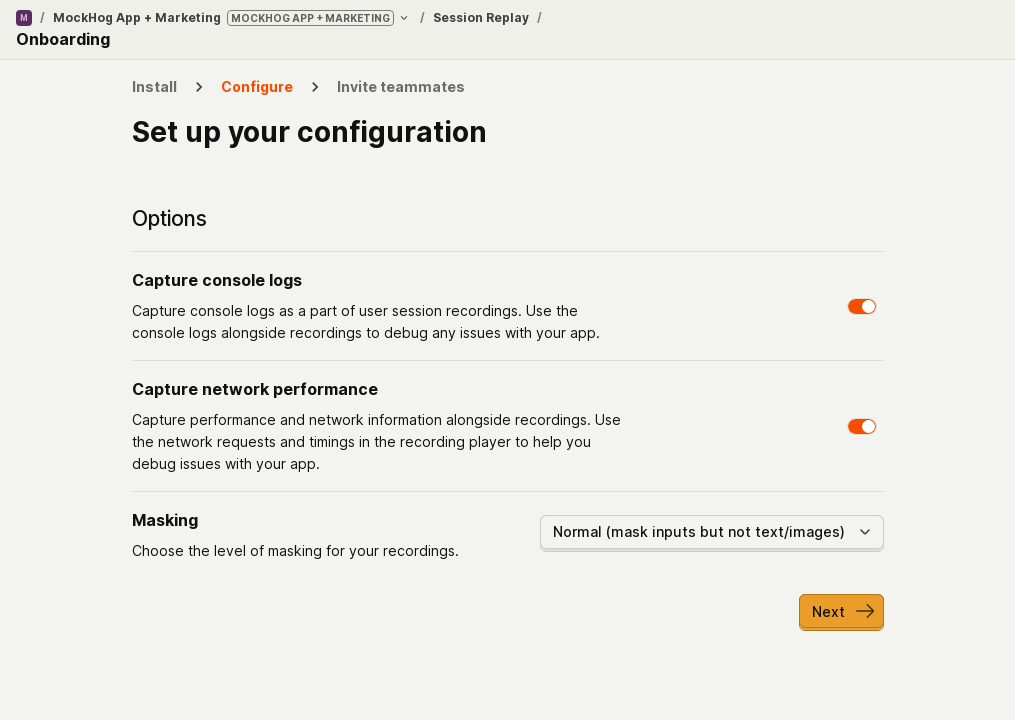 M / MockHog App + Marketing MOCKHOG APP + MARKETING / Session Replay /
Onboarding
Install > Configure > Invite teammates
Set up your configuration
Options
Capture console logs
Capture console logs as a part of user session recordings. Use the
console logs alongside recordings to debug any issues with your app.
Capture network performance
Capture performance and network information alongside recordings. Use
the network requests and timings in the recording player to help you
debug issues with your app.
Masking
Choose the level of masking for your recordings.
Normal (mask inputs but not text/images)
Next